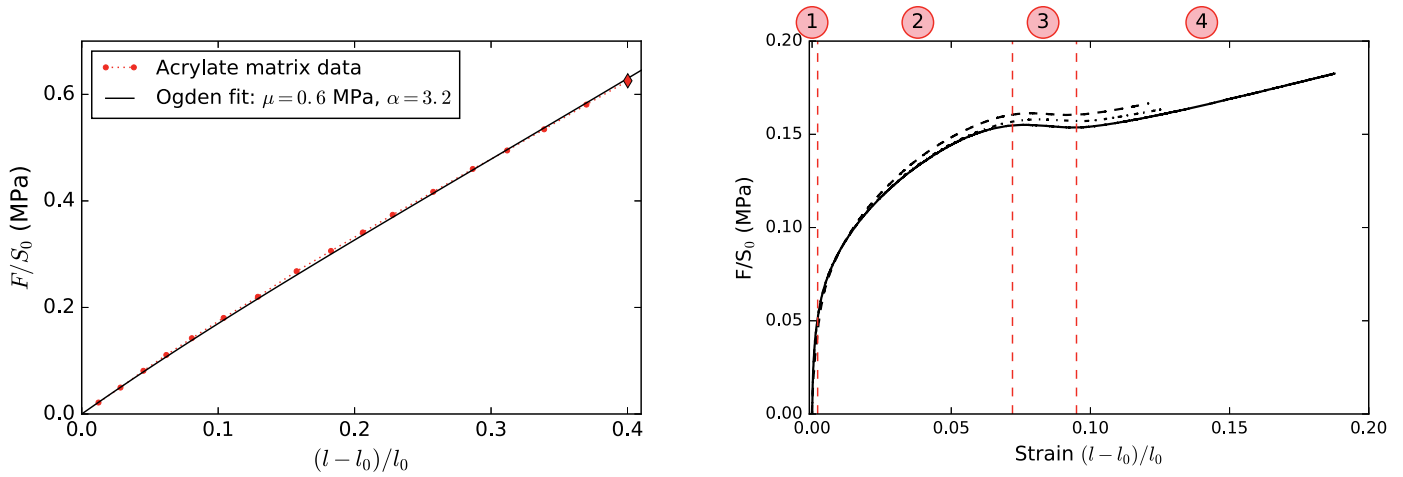 Acrylate matrix data
Ogden fit: μ=0.6 MPa, α=3.2
F/S₀ (MPa)
0.6
0.4
0.2
0.0
0.0 0.1 0.2 0.3 0.4
(l−l₀)/l₀
1 2 3 4
F/S₀ (MPa)
0.20
0.15
0.10
0.05
0.00
0.00 0.05 0.10 0.15 0.20
Strain (l−l₀)/l₀